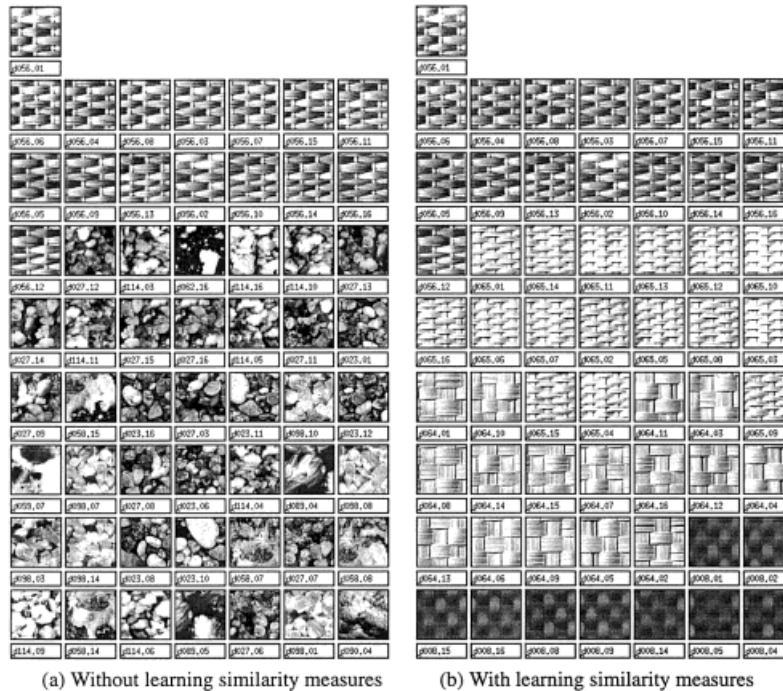 d056.01
d056.06 d056.04 d056.08 d056.03 d056.07 d056.15 d056.11
d056.05 d056.09 d056.13 d056.02 d056.10 d056.14 d056.16
d056.12 d027.12 d114.03 d062.16 d114.16 d114.10 d027.13
d027.14 d114.11 d027.15 d027.16 d114.05 d027.11 d023.01
d027.09 d058.15 d023.16 d027.03 d023.11 d098.10 d023.12
d059.07 d098.07 d027.08 d023.06 d114.04 d089.04 d098.08
d098.03 d098.14 d023.08 d023.10 d058.07 d027.07 d058.08
d114.09 d058.14 d114.06 d089.05 d027.06 d098.01 d090.04
(a) Without learning similarity measures
d056.01
d056.06 d056.04 d056.08 d056.03 d056.07 d056.15 d056.11
d056.05 d056.09 d056.13 d056.02 d056.10 d056.14 d056.16
d056.12 d065.01 d065.14 d065.11 d065.13 d065.12 d065.10
d065.16 d065.06 d065.07 d065.02 d065.05 d065.08 d065.03
d064.01 d064.10 d065.15 d065.04 d064.11 d064.03 d065.09
d064.08 d064.14 d064.15 d064.07 d064.16 d064.12 d064.04
d064.13 d064.06 d064.09 d064.05 d064.02 d008.01 d008.02
d008.15 d008.16 d008.08 d008.09 d008.14 d008.05 d008.04
(b) With learning similarity measures